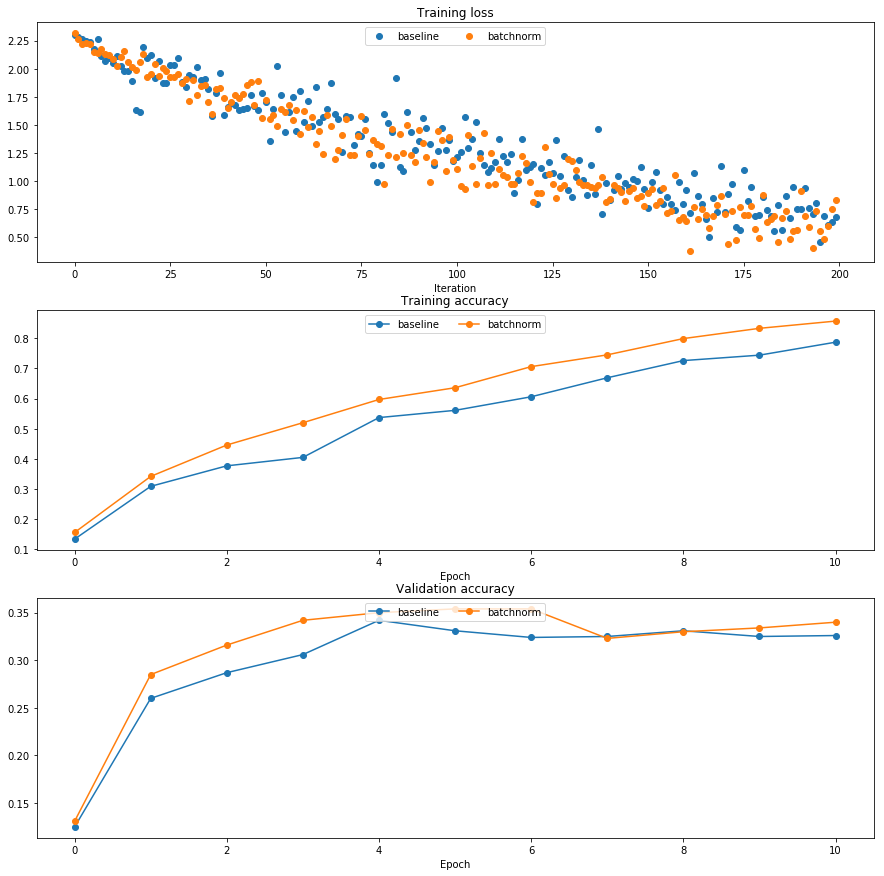 Training loss
baseline batchnorm
2.25
2.00
1.75
1.50
1.25
1.00
0.75
0.50
0 25 50 75 100 125 150 175 200
Iteration
Training accuracy
baseline batchnorm
0.8
0.7
0.6
0.5
0.4
0.3
0.2
0.1
0 2 4 6 8 10
Epoch
Validation accuracy
baseline batchnorm
0.35
0.30
0.25
0.20
0.15
0 2 4 6 8 10
Epoch